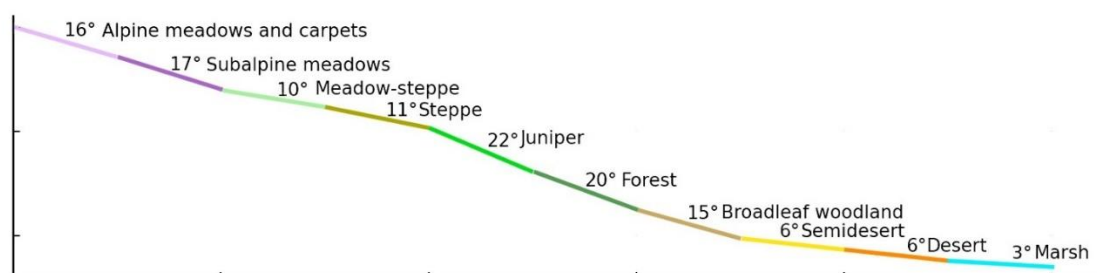 16° Alpine meadows and carpets
17° Subalpine meadows
10° Meadow-steppe
11° Steppe
22° Juniper
20° Forest
15° Broadleaf woodland
6° Semidesert
6° Desert
3° Marsh